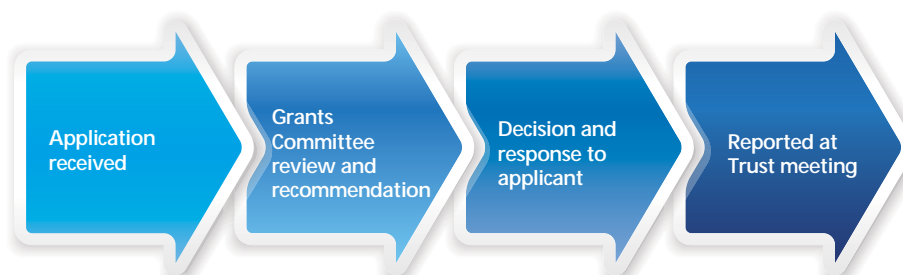 Application
received
Grants
Committee
review and
recommendation
Decision and
response to
applicant
Reported at
Trust meeting